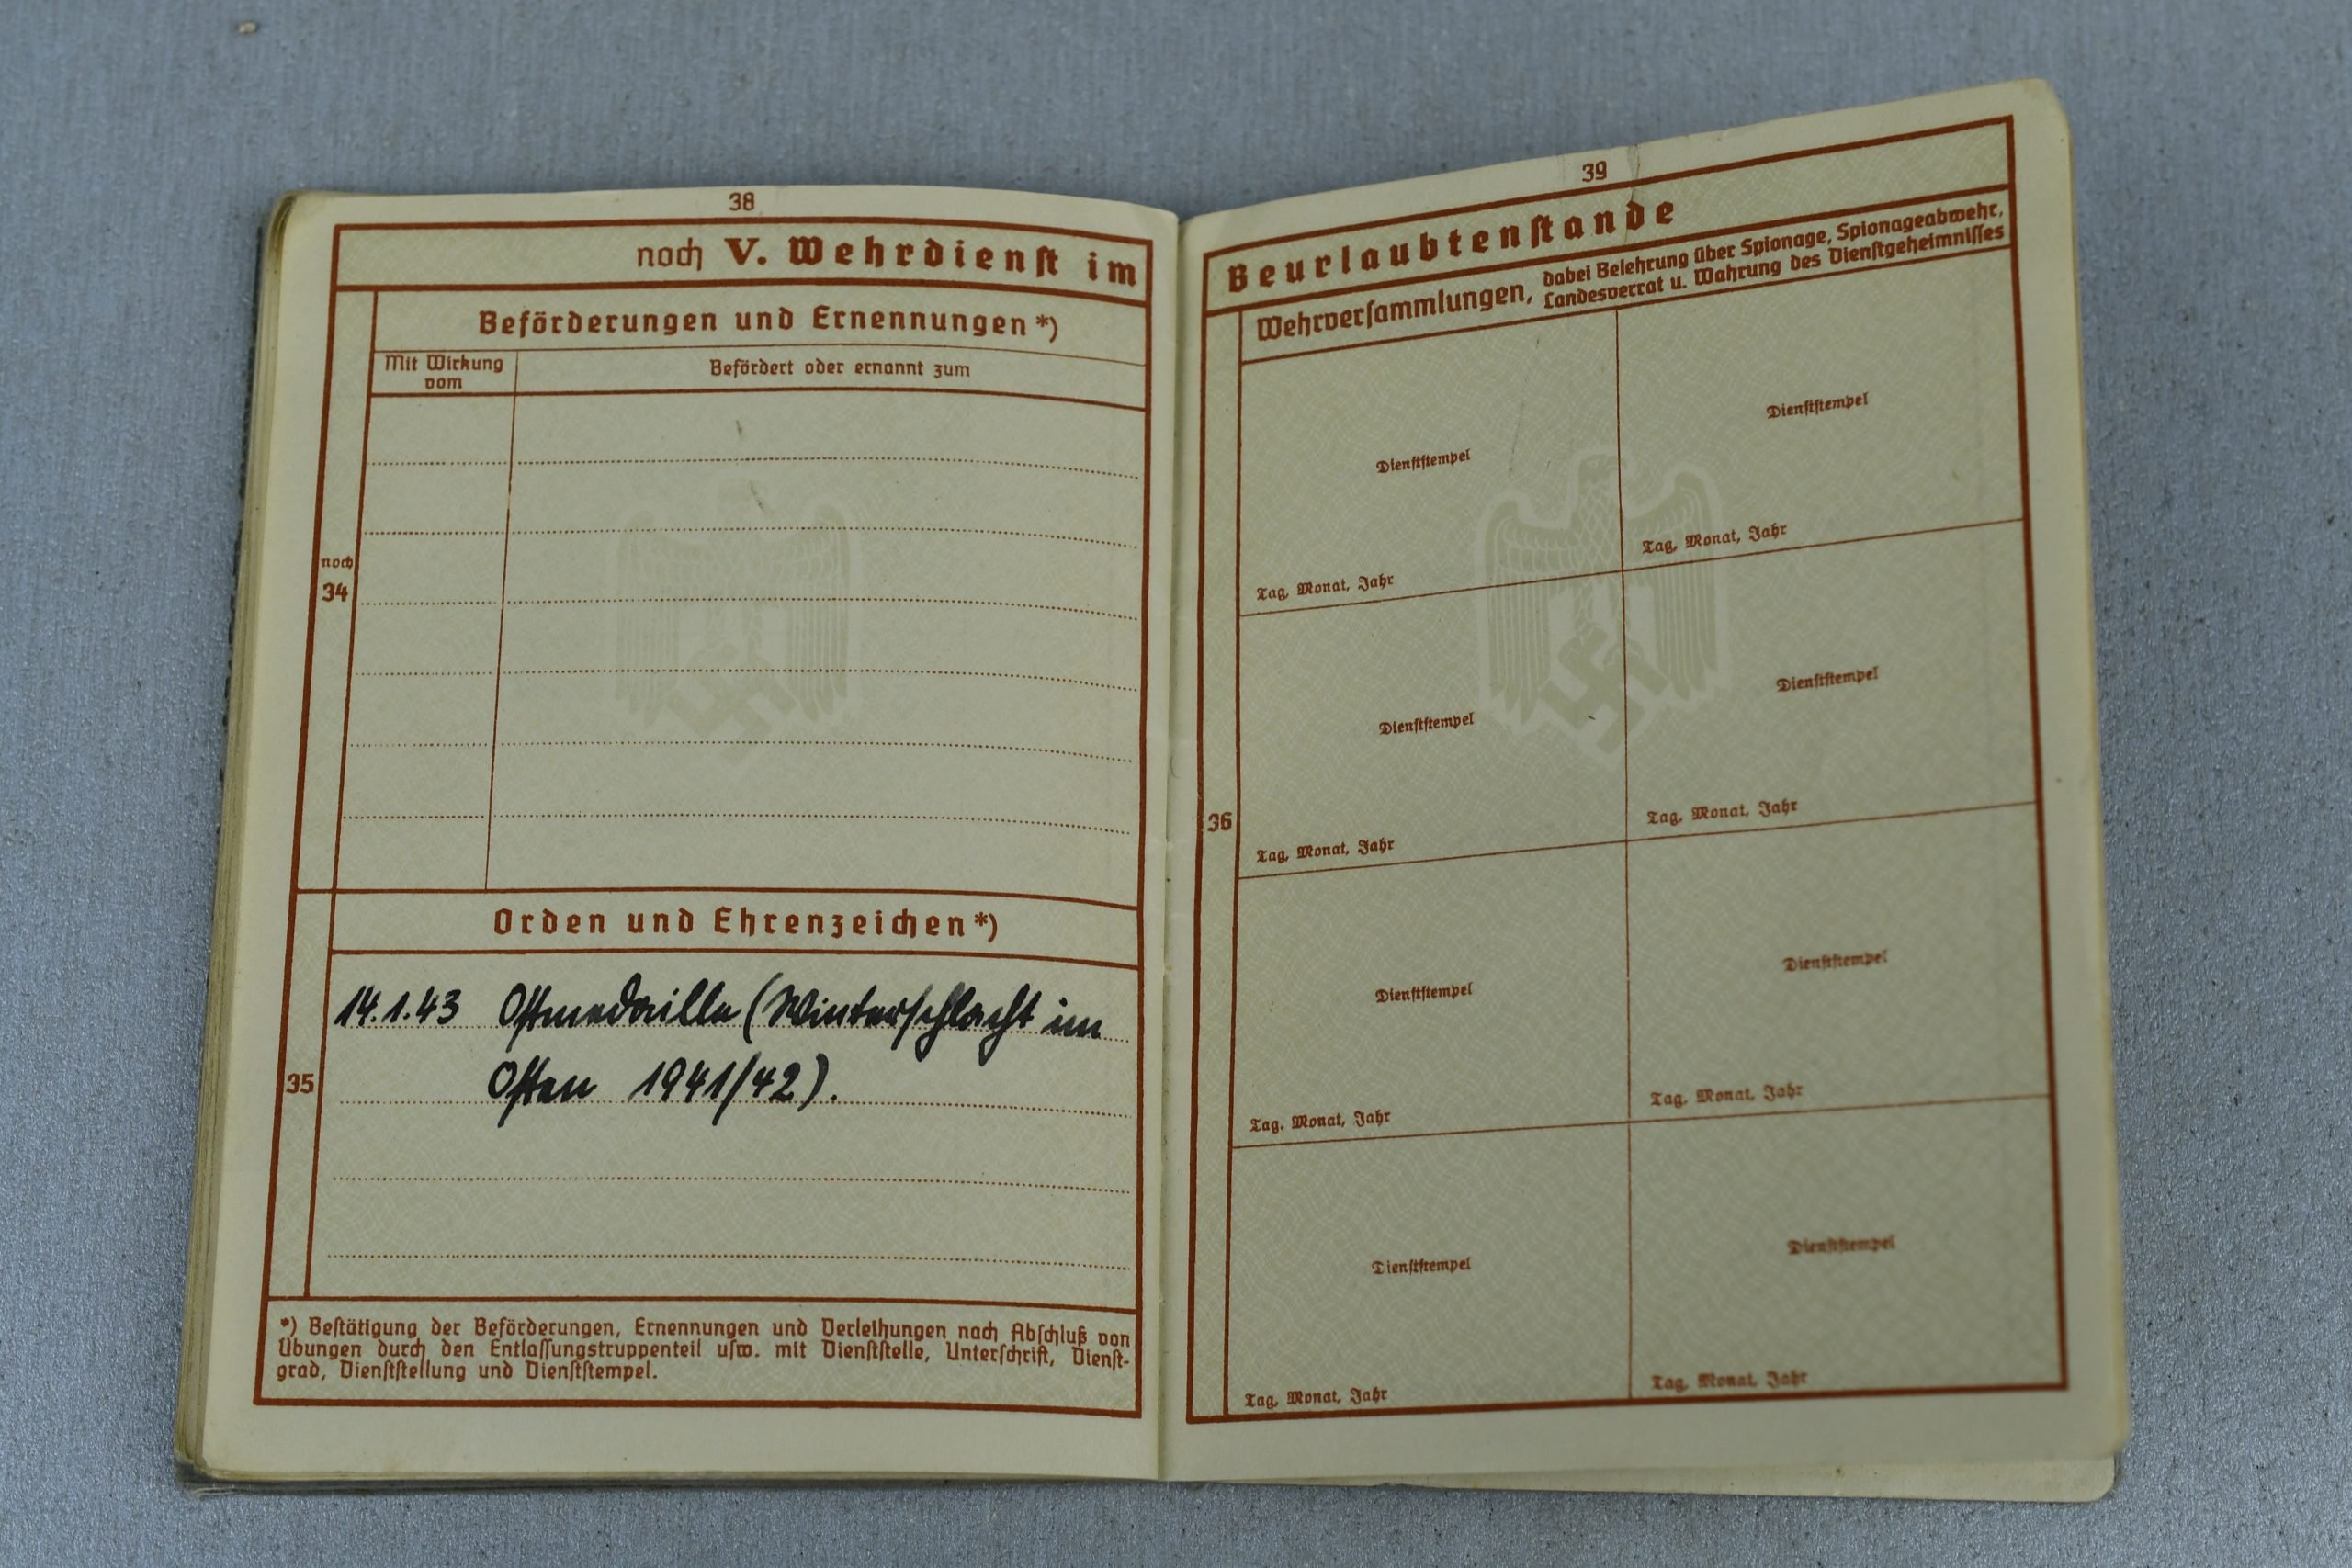 38
noch V. Wehrdienst im
Beförderungen und Ernennungen *)
Mit Wirkung
vom
Befördert oder ernannt zum
noch
34
Orden und Ehrenzeichen *)
14.1.43 Ostmedaille (Winterschlacht im
Osten 1941/42).
35
*) Bestätigung der Beförderungen, Ernennungen und Verleihungen nach Abschluß von
Übungen durch den Entlassungstruppenteil usw. mit Dienststelle, Unterschrift, Dienst-
grad, Dienststellung und Dienststempel.
39
Beurlaubtenstande
Wehrversammlungen, dabei Belehrung über Spionage, Spionageabwehr,
Landesverrat u. Wahrung des Dienstgeheimnisses
Dienststempel
Dienststempel
Tag, Monat, Jahr
Tag, Monat, Jahr
Dienststempel
Dienststempel
36
Tag, Monat, Jahr
Tag, Monat, Jahr
Dienststempel
Dienststempel
Tag, Monat, Jahr
Tag, Monat, Jahr
Dienststempel
Dienststempel
Tag, Monat, Jahr
Tag, Monat, Jahr